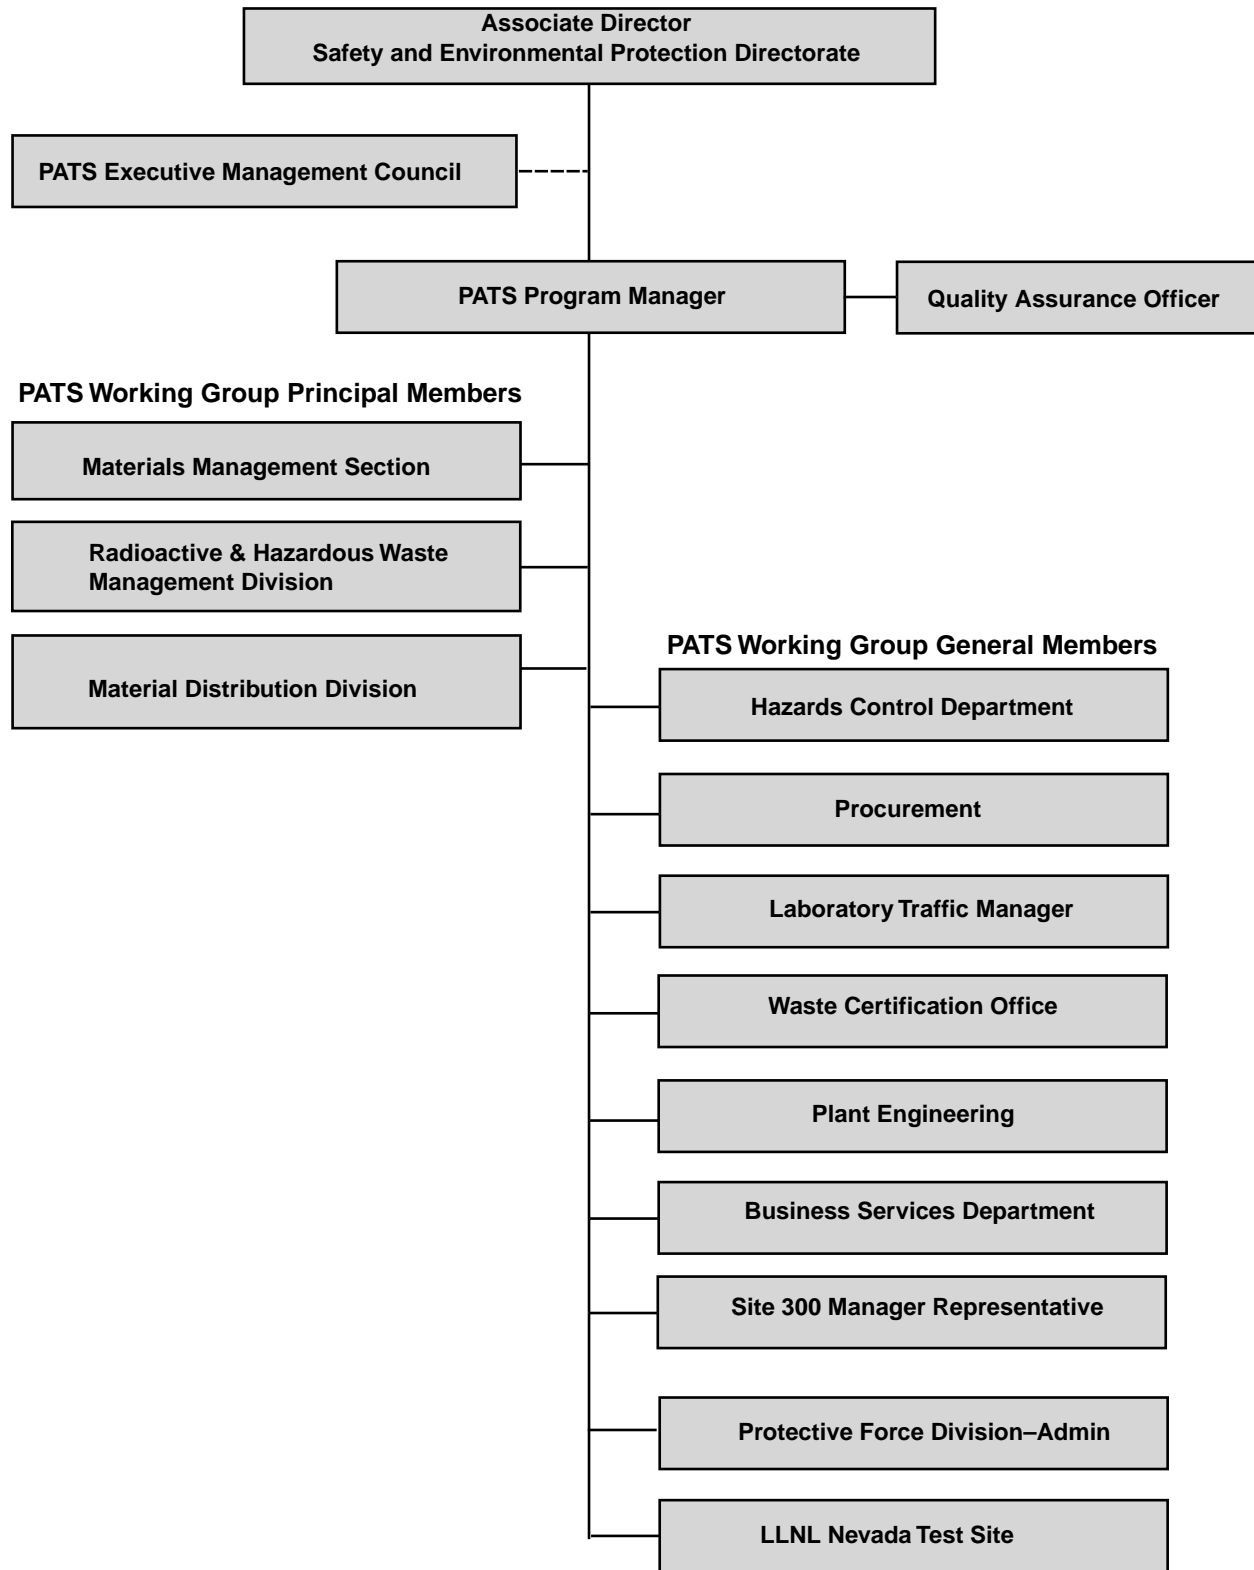 Associate Director
Safety and Environmental Protection Directorate
PATS Executive Management Council
PATS Program Manager
Quality Assurance Officer
PATS Working Group Principal Members
Materials Management Section
Radioactive & Hazardous Waste
Management Division
Material Distribution Division
PATS Working Group General Members
Hazards Control Department
Procurement
Laboratory Traffic Manager
Waste Certification Office
Plant Engineering
Business Services Department
Site 300 Manager Representative
Protective Force Division–Admin
LLNL Nevada Test Site